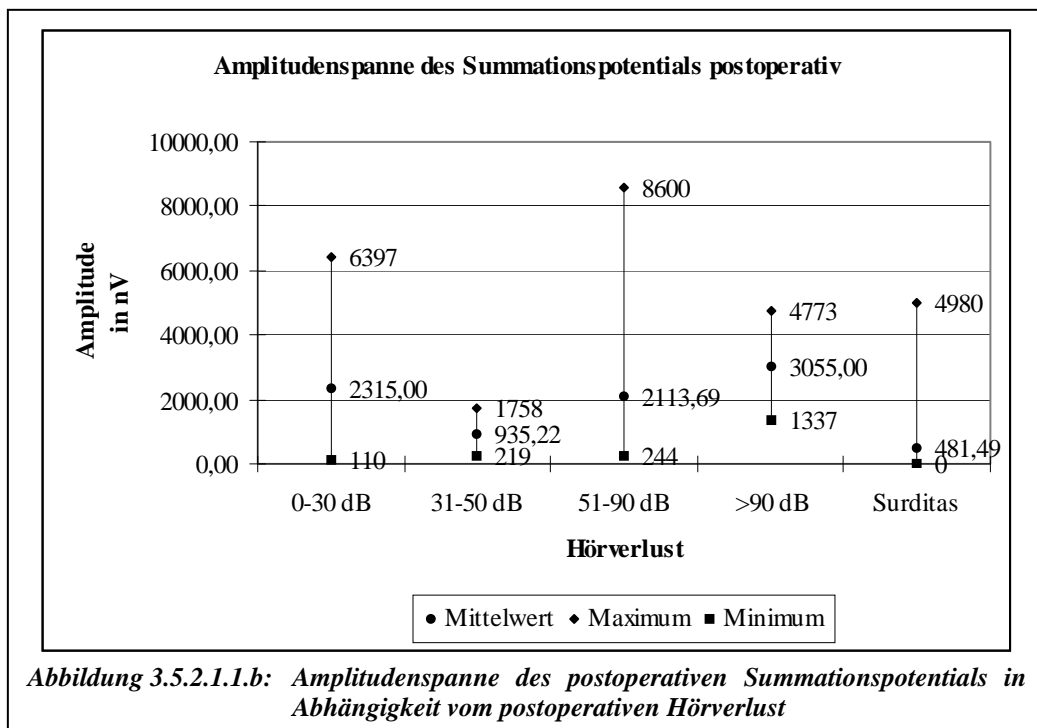 Amplitudenspanne des Summationspotentials postoperativ
10000,00
8000,00
6000,00
4000,00
2000,00
0,00
Amplitude
in nV
6397
2315,00
110
1758
935,22
219
8600
2113,69
244
4773
3055,00
1337
4980
481,49
0
0-30 dB
31-50 dB
51-90 dB
>90 dB
Surditas
Hörverlust
Mittelwert
Maximum
Minimum
Abbildung 3.5.2.1.1.b: Amplitudenspanne des postoperativen Summationspotentials in
Abhängigkeit vom postoperativen Hörverlust